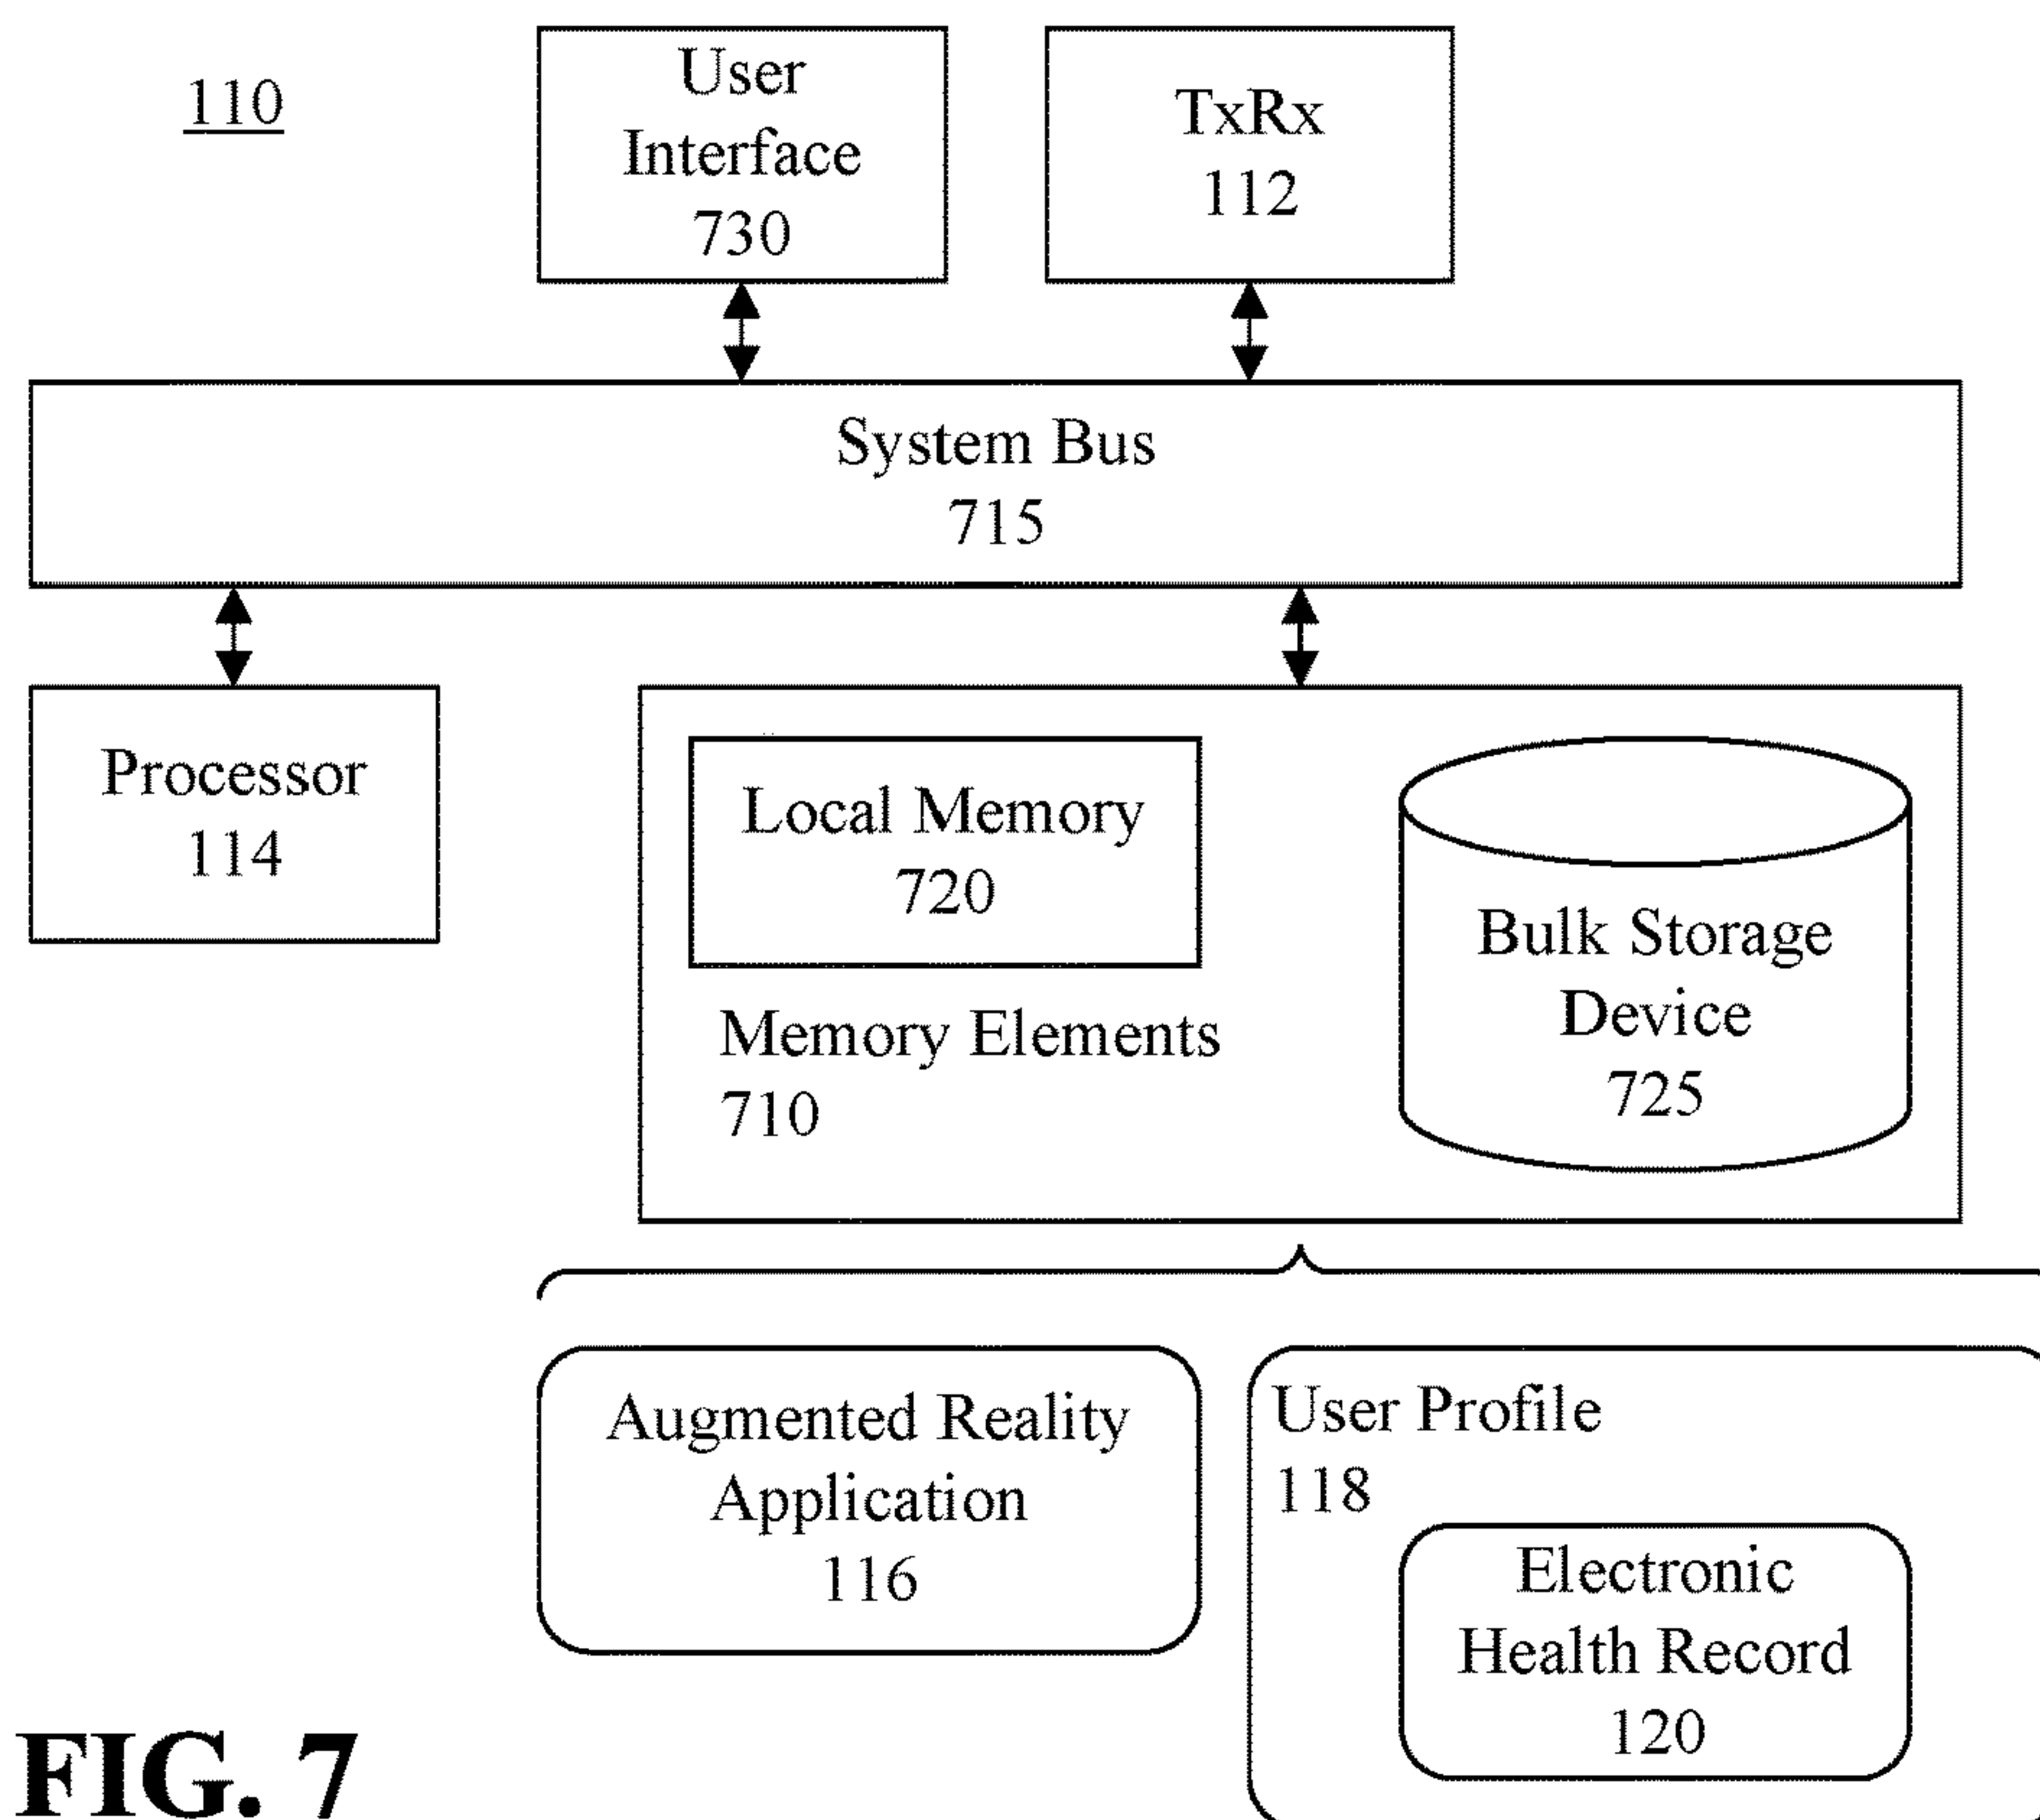 110
User
Interface
730
TxRx
112
System Bus
715
Processor
114
Local Memory
720
Memory Elements
710
Bulk Storage
Device
725
Augmented Reality
Application
116
User Profile
118
Electronic
Health Record
120
FIG. 7